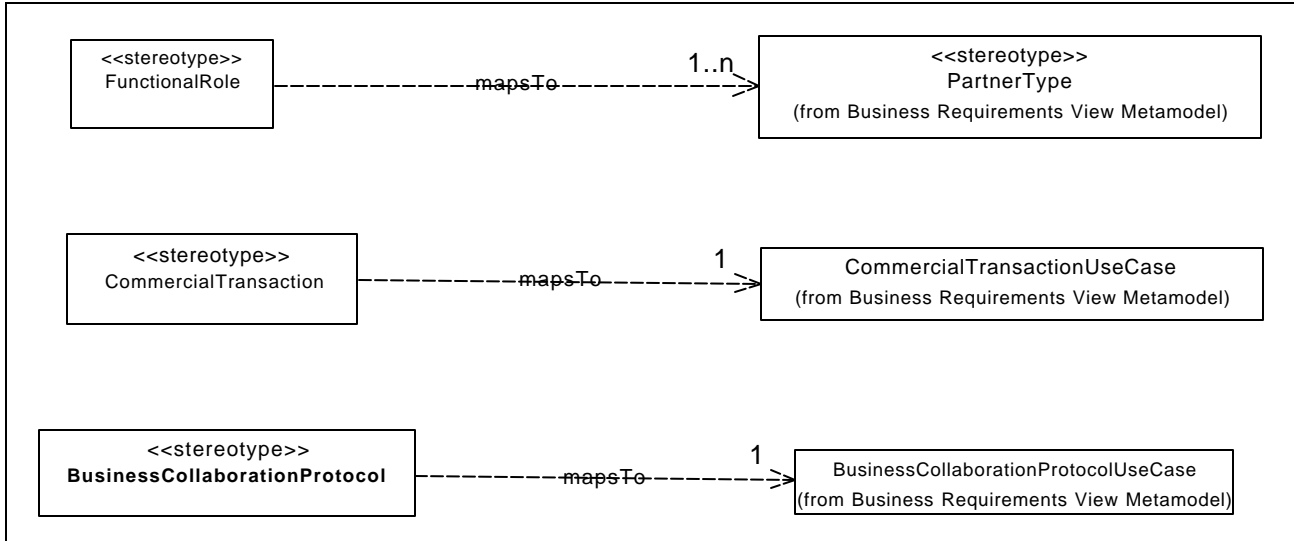 <<stereotype>>
FunctionalRole
mapsTo
1..n
<<stereotype>>
PartnerType
(from Business Requirements View Metamodel)
<<stereotype>>
CommercialTransaction
mapsTo
1
CommercialTransactionUseCase
(from Business Requirements View Metamodel)
<<stereotype>>
BusinessCollaborationProtocol
mapsTo
1
BusinessCollaborationProtocolUseCase
(from Business Requirements View Metamodel)